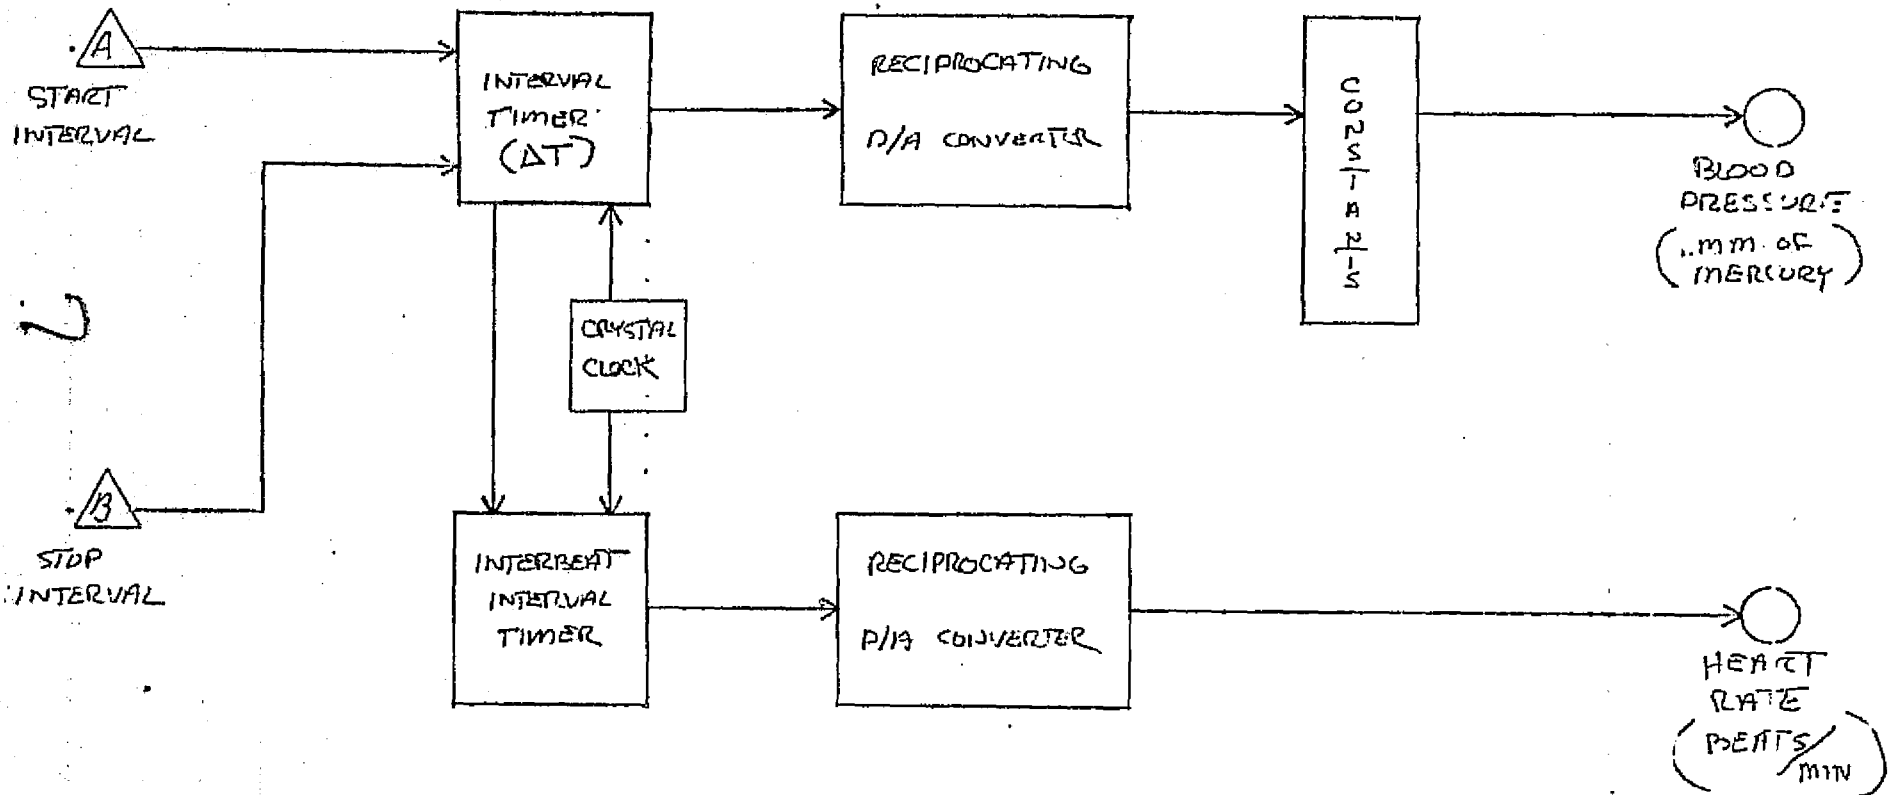 A
START
INTERVAL
INTERVAL
TIMER
(ΔT)
RECIPROCATING
D/A CONVERTER
CONSTANTS
BLOOD
PRESSURE
(mm. OF
MERCURY)
CRYSTAL
CLOCK
B
STOP
INTERVAL
INTERBEAT
INTERVAL
TIMER
RECIPROCATING
D/A CONVERTER
HEART
RATE
(BEATS/
MIN)